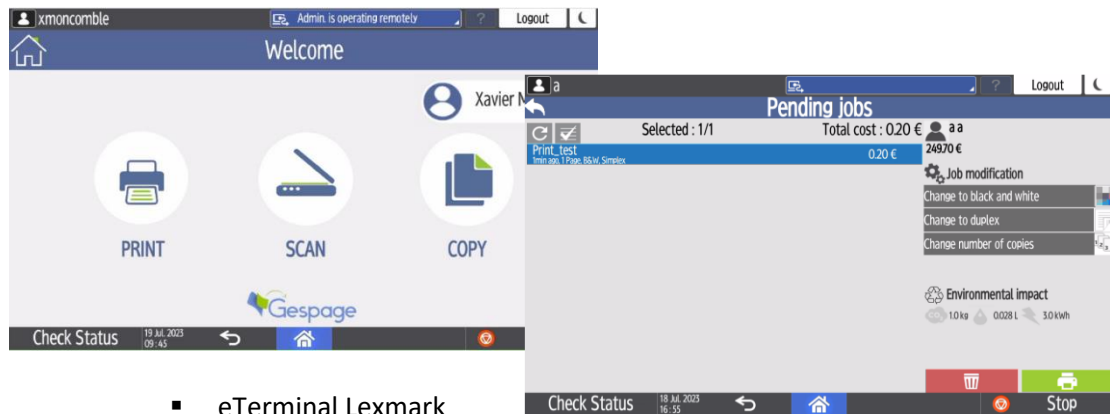 xmoncomble
Admin. is operating remotely
?
Logout
Welcome
Xavier
PRINT
SCAN
COPY
Gespage
Check Status
19 Jul. 2023
09:45
a
?
Logout
Pending jobs
Selected : 1/1
Total cost : 0.20 €
a a
Print_test
0.20 €
249.70 €
1min ago, 1 Page, B&W, Simplex
Job modification
Change to black and white
Change to duplex
Change number of copies
Environmental impact
1.0 kg
0.028 L
3.0 kWh
Check Status
18 Jul. 2023
16:55
Stop
▪ eTerminal Lexmark